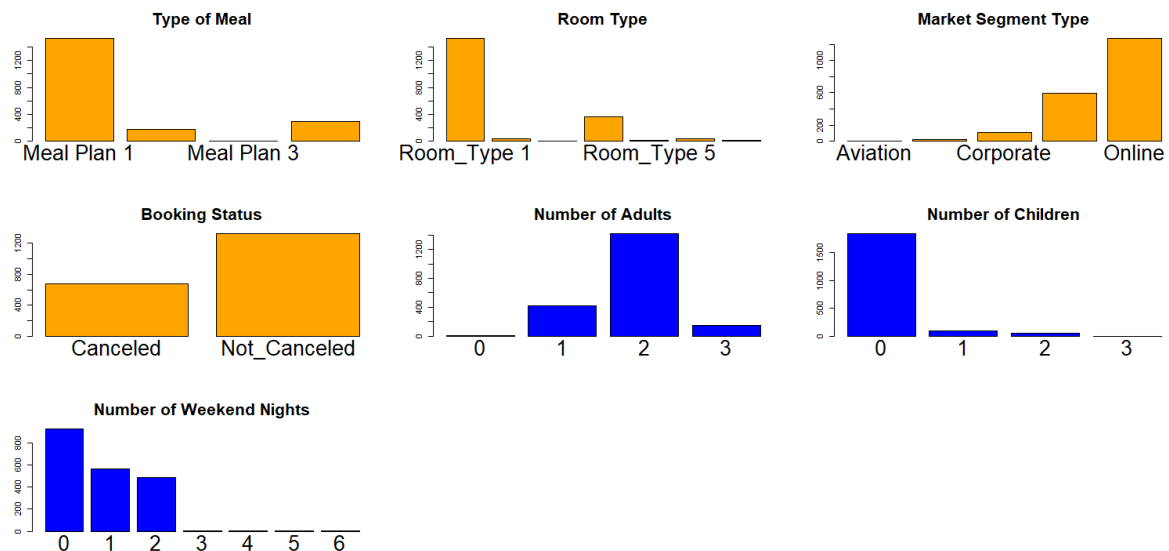 Type of Meal
1200
800
400
0
Meal Plan 1 Meal Plan 3
Room Type
1200
800
400
0
Room_Type 1 Room_Type 5
Market Segment Type
1200
600
200
0
Aviation Corporate Online
Booking Status
1200
800
400
0
Canceled Not_Canceled
Number of Adults
1200
800
400
0
0 1 2 3
Number of Children
1500
1000
500
0
0 1 2 3
Number of Weekend Nights
800
600
400
200
0
0 1 2 3 4 5 6